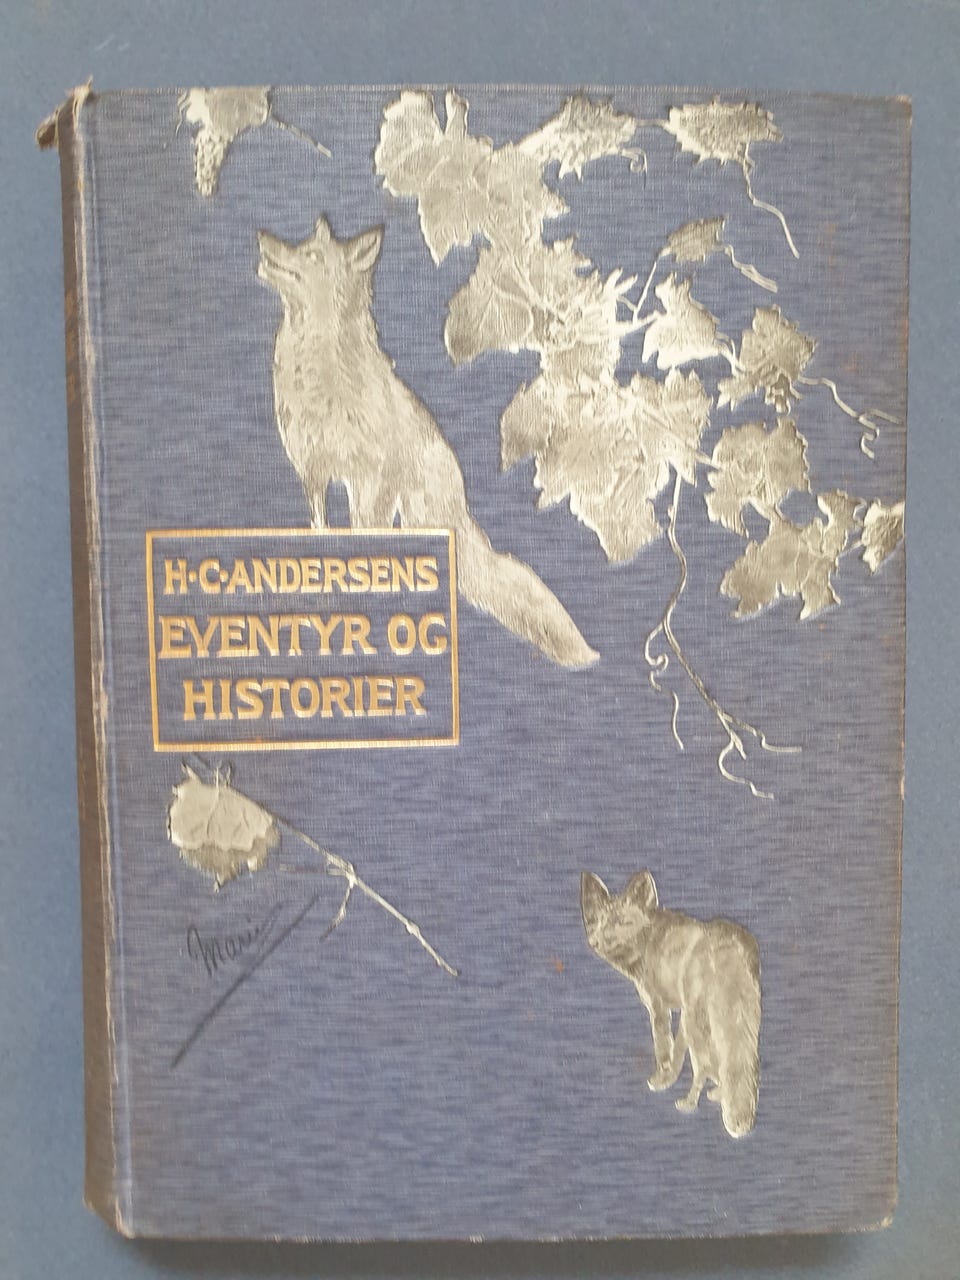 H·C·ANDERSENS
EVENTYR OG
HISTORIER